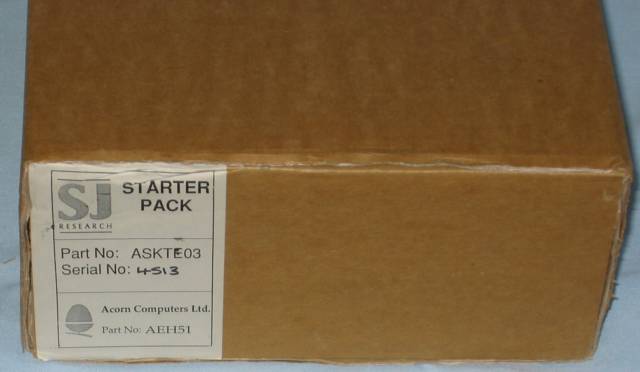 SJ
RESEARCH
STARTER
PACK
Part No: ASKTE03
Serial No: 4513
Acorn Computers Ltd.
Part No: AEH51